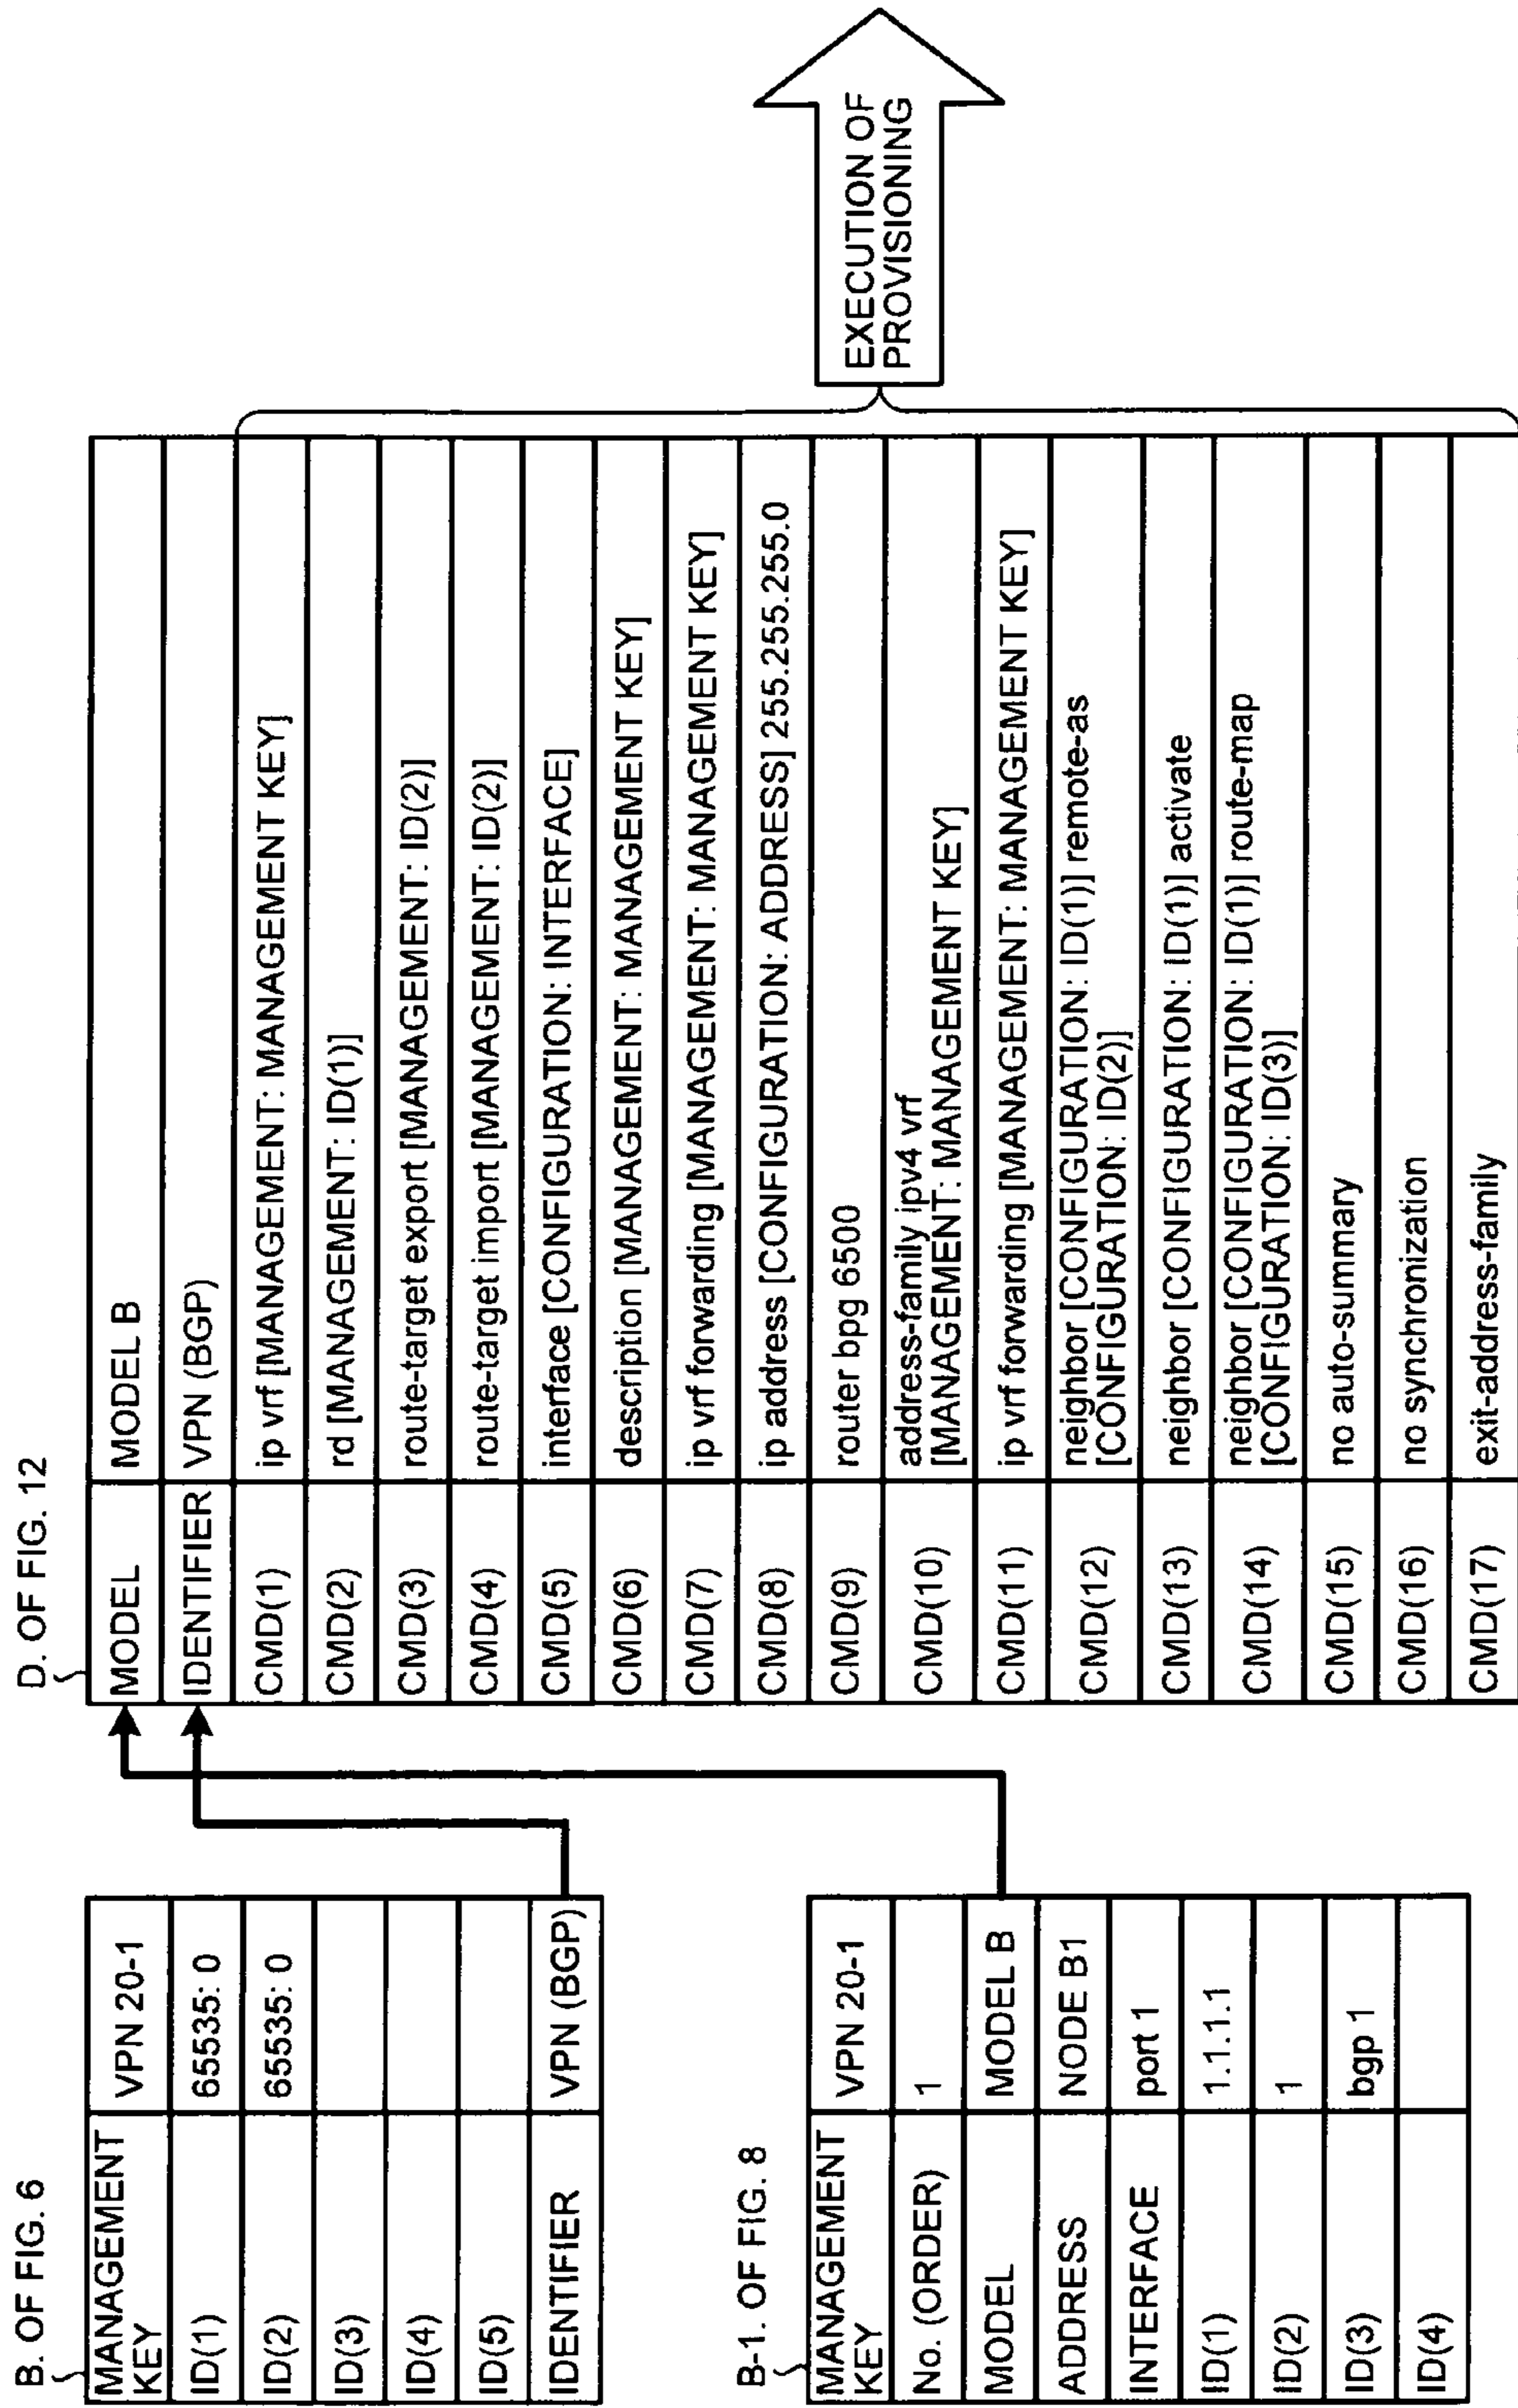 B. OF FIG. 6
MANAGEMENT KEY VPN 20-1
ID(1) 65535: 0
ID(2) 65535: 0
ID(3)
ID(4)
ID(5)
IDENTIFIER VPN (BGP)
B-1. OF FIG. 8
MANAGEMENT KEY VPN 20-1
No. (ORDER) 1
MODEL MODEL B
ADDRESS NODE B1
INTERFACE port 1
ID(1) 1.1.1.1
ID(2) 1
ID(3) bgp 1
ID(4)
D. OF FIG. 12
MODEL MODEL B
IDENTIFIER VPN (BGP)
CMD(1) ip vrf [MANAGEMENT: MANAGEMENT KEY]
CMD(2) rd [MANAGEMENT: ID(1)]
CMD(3) route-target export [MANAGEMENT: ID(2)]
CMD(4) route-target import [MANAGEMENT: ID(2)]
CMD(5) interface [CONFIGURATION: INTERFACE]
CMD(6) description [MANAGEMENT: MANAGEMENT KEY]
CMD(7) ip vrf forwarding [MANAGEMENT: MANAGEMENT KEY]
CMD(8) ip address [CONFIGURATION: ADDRESS] 255.255.255.0
CMD(9) router bpg 6500
CMD(10) address-family ipv4 vrf
[MANAGEMENT: MANAGEMENT KEY]
CMD(11) ip vrf forwarding [MANAGEMENT: MANAGEMENT KEY]
CMD(12) neighbor [CONFIGURATION: ID(1)] remote-as
[CONFIGURATION: ID(2)]
CMD(13) neighbor [CONFIGURATION: ID(1)] activate
CMD(14) neighbor [CONFIGURATION: ID(1)] route-map
[CONFIGURATION: ID(3)]
CMD(15) no auto-summary
CMD(16) no synchronization
CMD(17) exit-address-family
EXECUTION OF
PROVISIONING